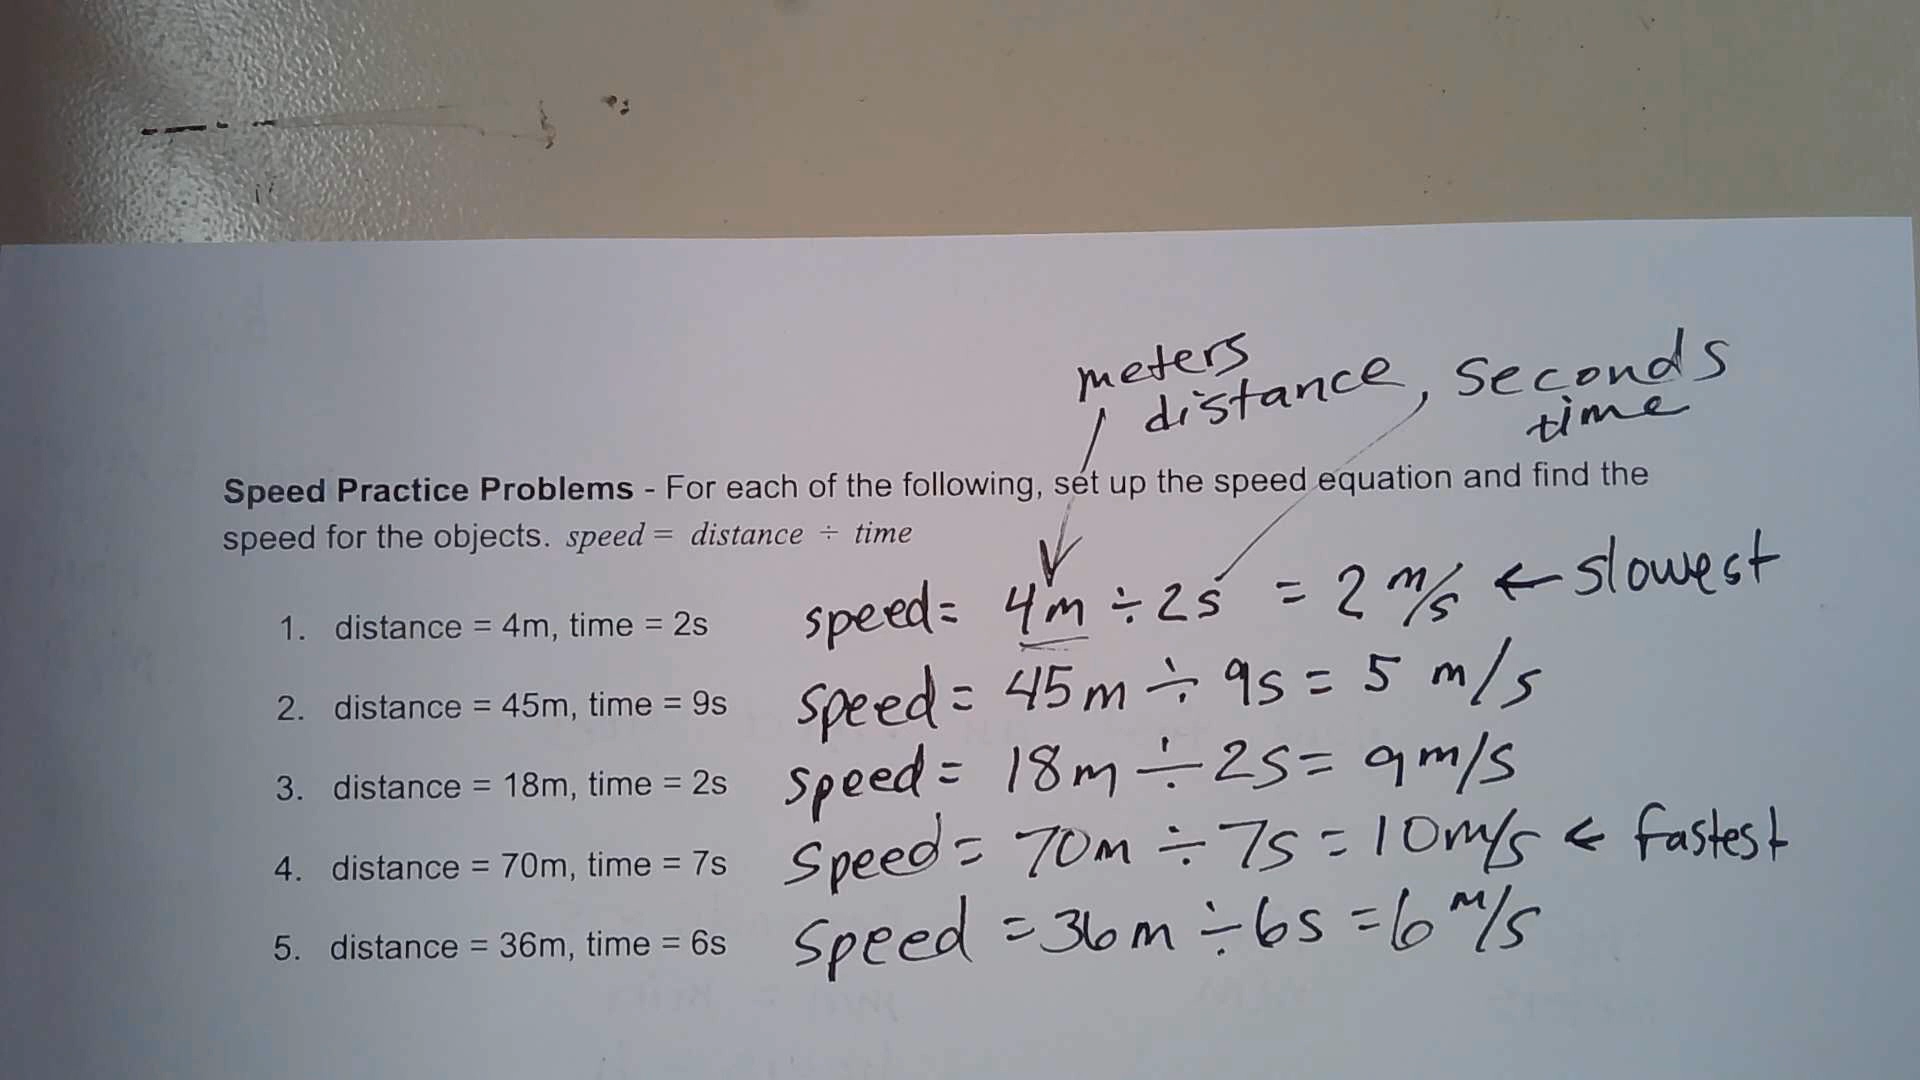 meters
distance, seconds
time
Speed Practice Problems - For each of the following, set up the speed equation and find the
speed for the objects. speed = distance ÷ time
1. distance = 4m, time = 2s speed = 4m ÷ 2s = 2 m/s ← slowest
2. distance = 45m, time = 9s speed = 45m ÷ 9s = 5 m/s
3. distance = 18m, time = 2s speed = 18m ÷ 2s = 9m/s
4. distance = 70m, time = 7s Speed = 70m ÷ 7s = 10m/s ← fastest
5. distance = 36m, time = 6s Speed = 36m ÷ 6s = 6 m/s